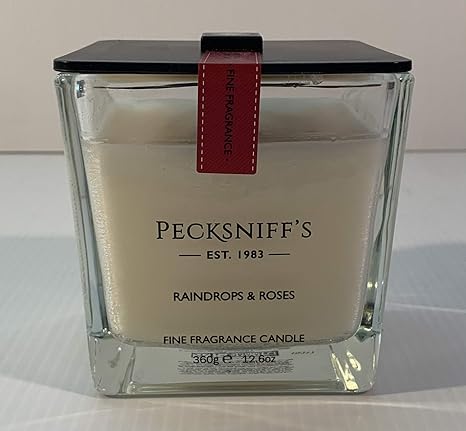 FINE FRAGRANCE
PECKSNIFF'S
EST. 1983
RAINDROPS & ROSES
FINE FRAGRANCE CANDLE
360g ℮ 12.6oz